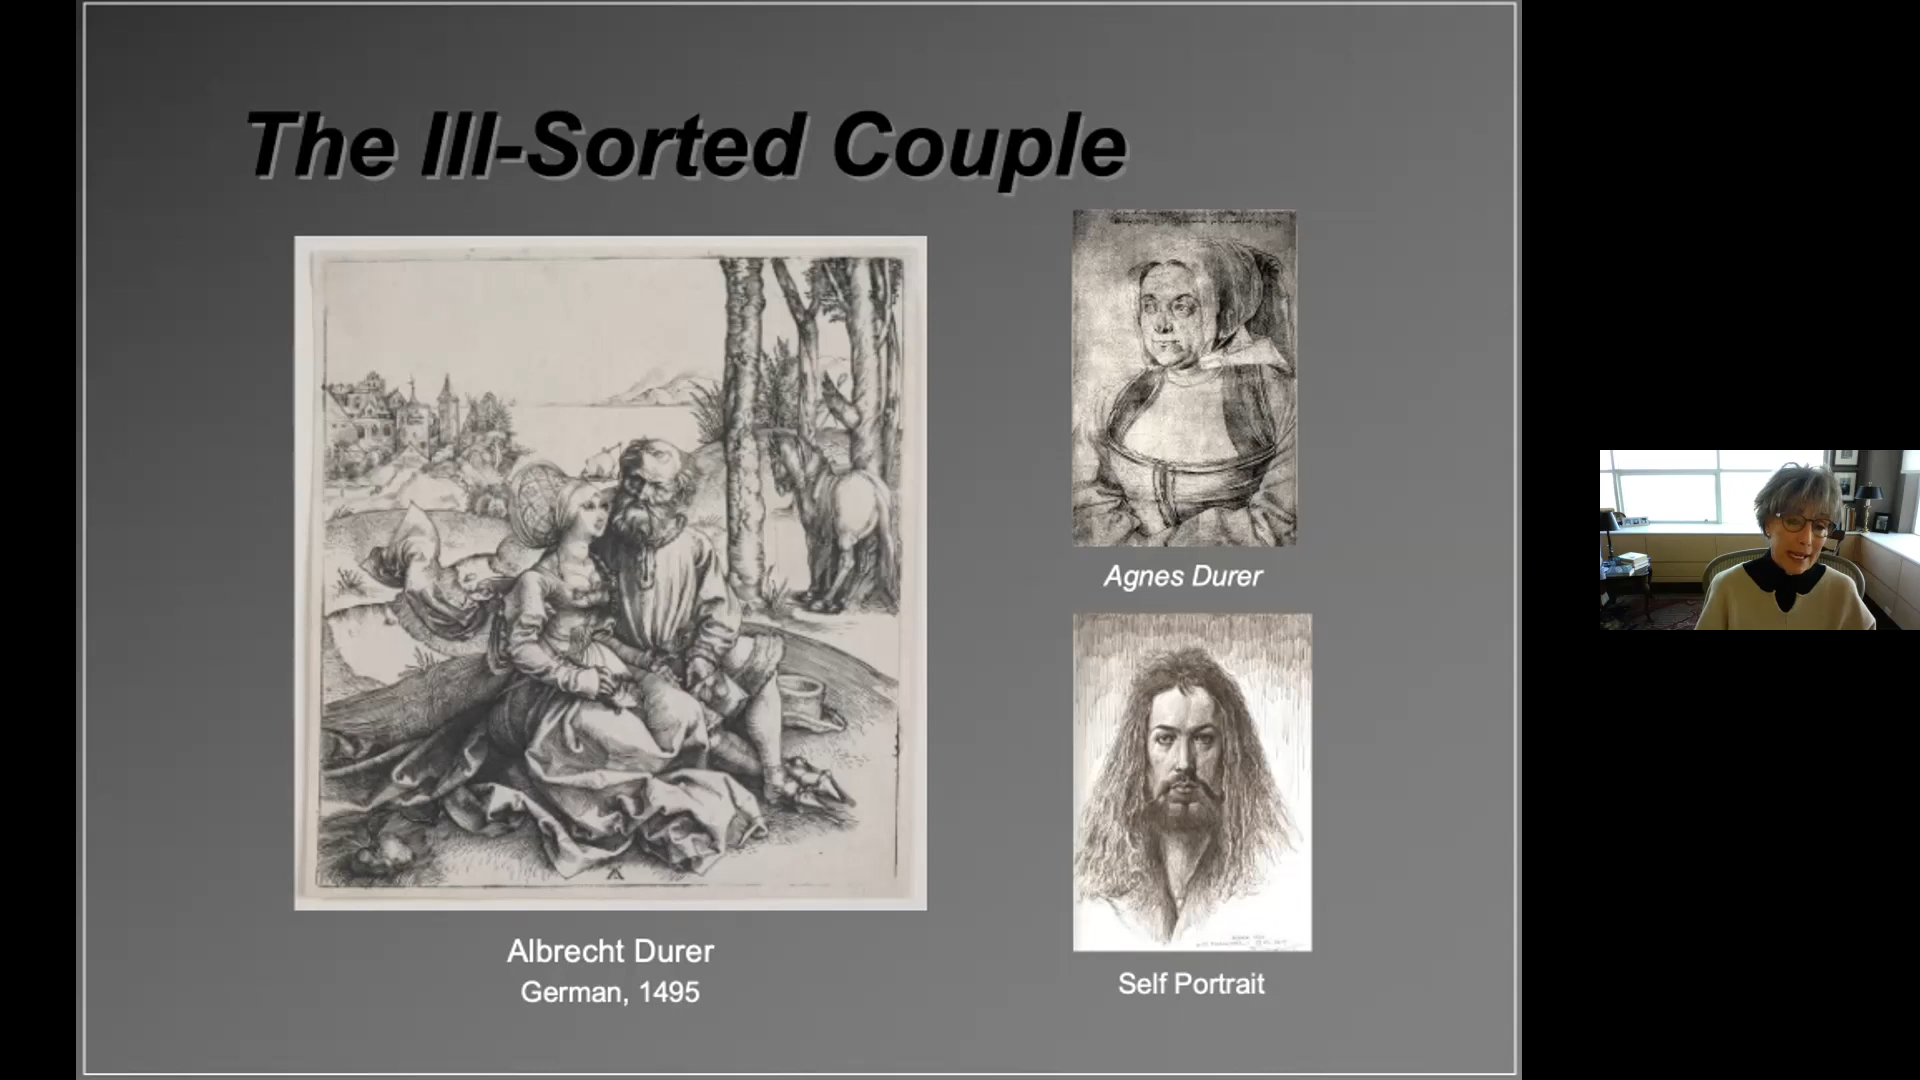 The Ill-Sorted Couple
Agnes Durer
Albrecht Durer
German, 1495
Self Portrait